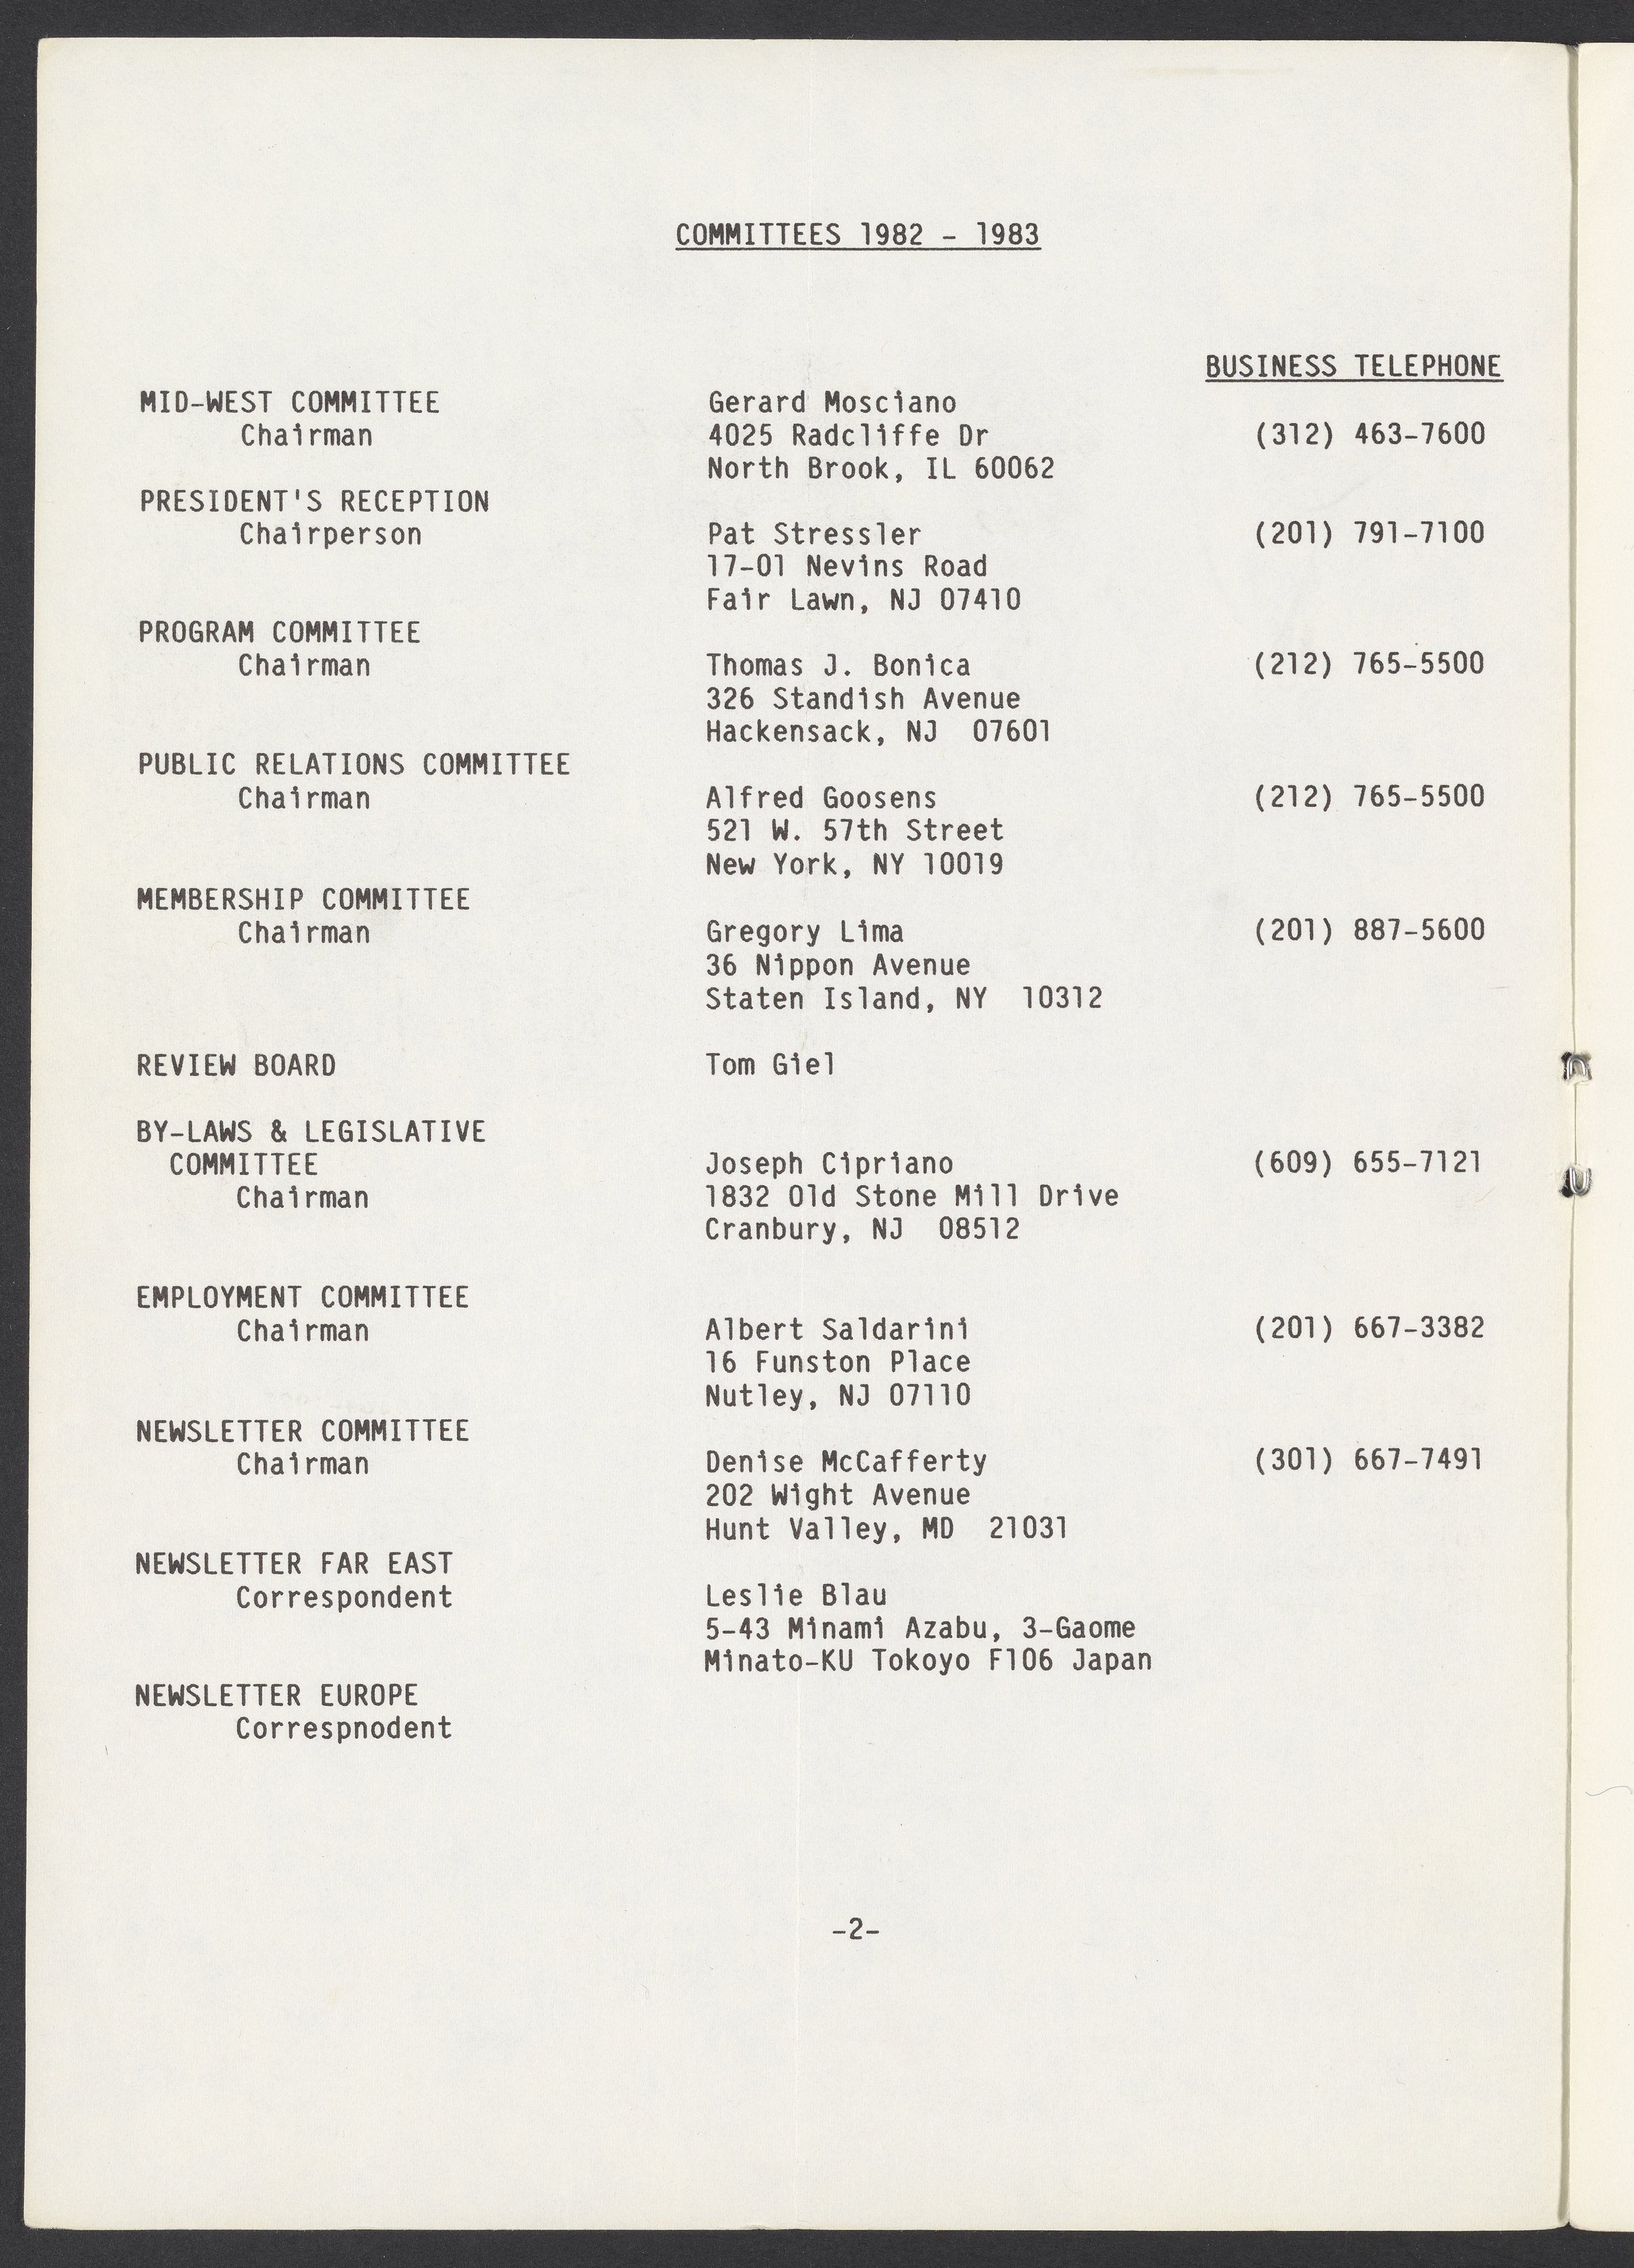 COMMITTEES 1982 - 1983
BUSINESS TELEPHONE
MID-WEST COMMITTEE Gerard Mosciano
Chairman 4025 Radcliffe Dr (312) 463-7600
North Brook, IL 60062
PRESIDENT'S RECEPTION
Chairperson Pat Stressler (201) 791-7100
17-01 Nevins Road
Fair Lawn, NJ 07410
PROGRAM COMMITTEE
Chairman Thomas J. Bonica (212) 765-5500
326 Standish Avenue
Hackensack, NJ 07601
PUBLIC RELATIONS COMMITTEE
Chairman Alfred Goosens (212) 765-5500
521 W. 57th Street
New York, NY 10019
MEMBERSHIP COMMITTEE
Chairman Gregory Lima (201) 887-5600
36 Nippon Avenue
Staten Island, NY 10312
REVIEW BOARD Tom Giel
BY-LAWS & LEGISLATIVE
COMMITTEE Joseph Cipriano (609) 655-7121
Chairman 1832 Old Stone Mill Drive
Cranbury, NJ 08512
EMPLOYMENT COMMITTEE
Chairman Albert Saldarini (201) 667-3382
16 Funston Place
Nutley, NJ 07110
NEWSLETTER COMMITTEE
Chairman Denise McCafferty (301) 667-7491
202 Wight Avenue
Hunt Valley, MD 21031
NEWSLETTER FAR EAST
Correspondent Leslie Blau
5-43 Minami Azabu, 3-Gaome
Minato-KU Tokoyo F106 Japan
NEWSLETTER EUROPE
Correspnodent
-2-